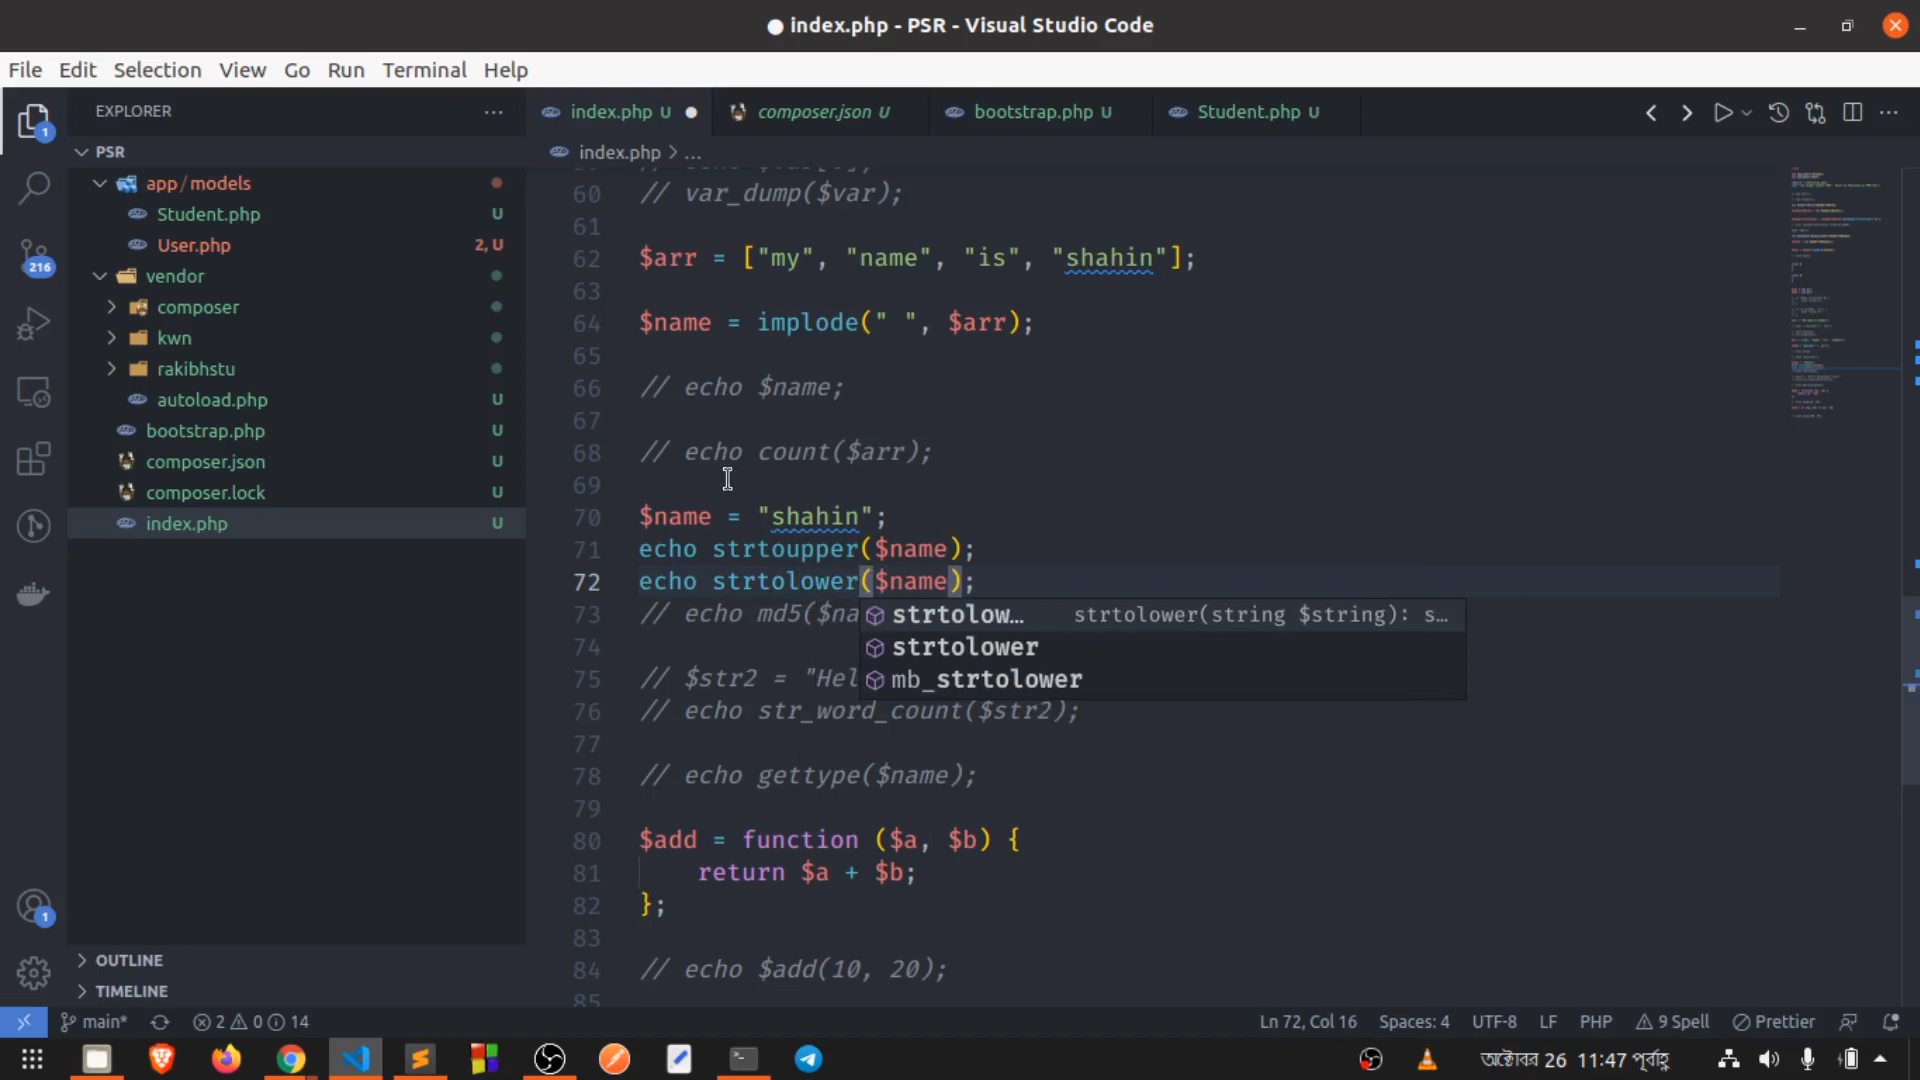 index.php - PSR - Visual Studio Code
File Edit Selection View Go Run Terminal Help
EXPLORER
index.php U
composer.json U
bootstrap.php U
Student.php U
PSR
index.php > ...
app/models
Student.php U
User.php 2, U
vendor
composer
kwn
rakibhstu
autoload.php U
bootstrap.php U
composer.json U
composer.lock U
index.php U
OUTLINE
TIMELINE
60 // var_dump($var);
61
62 $arr = ["my", "name", "is", "shahin"];
63
64 $name = implode(" ", $arr);
65
66 // echo $name;
67
68 // echo count($arr);
69
70 $name = "shahin";
71 echo strtoupper($name);
72 echo strtolower($name);
73 // echo md5($na
strtolow… strtolower(string $string): s…
strtolower
mb_strtolower
74
75 // $str2 = "Hel
76 // echo str_word_count($str2);
77
78 // echo gettype($name);
79
80 $add = function ($a, $b) {
81 return $a + $b;
82 };
83
84 // echo $add(10, 20);
85
1
216
1
main* 2 0 14
Ln 72, Col 16 Spaces: 4 UTF-8 LF PHP 9 Spell Prettier
অক্টোবর 26 11:47 পূর্বাহ্ণ